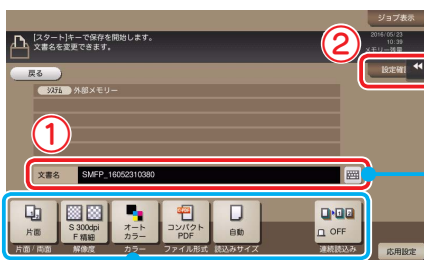 ジョブ表示
[スタート]キーで保存を開始します。
文書名を変更できます。
2016/05/23
10:39
メモリー残量
②
戻る
設定確認
システム 外部メモリー
①
文書名 SMFP_16052310380
片面
S 300dpi
F 精細
オート
カラー
コンパクト
PDF
自動
OFF
片面/両面 解像度 カラー ファイル形式 読込みサイズ 連続読込み 応用設定